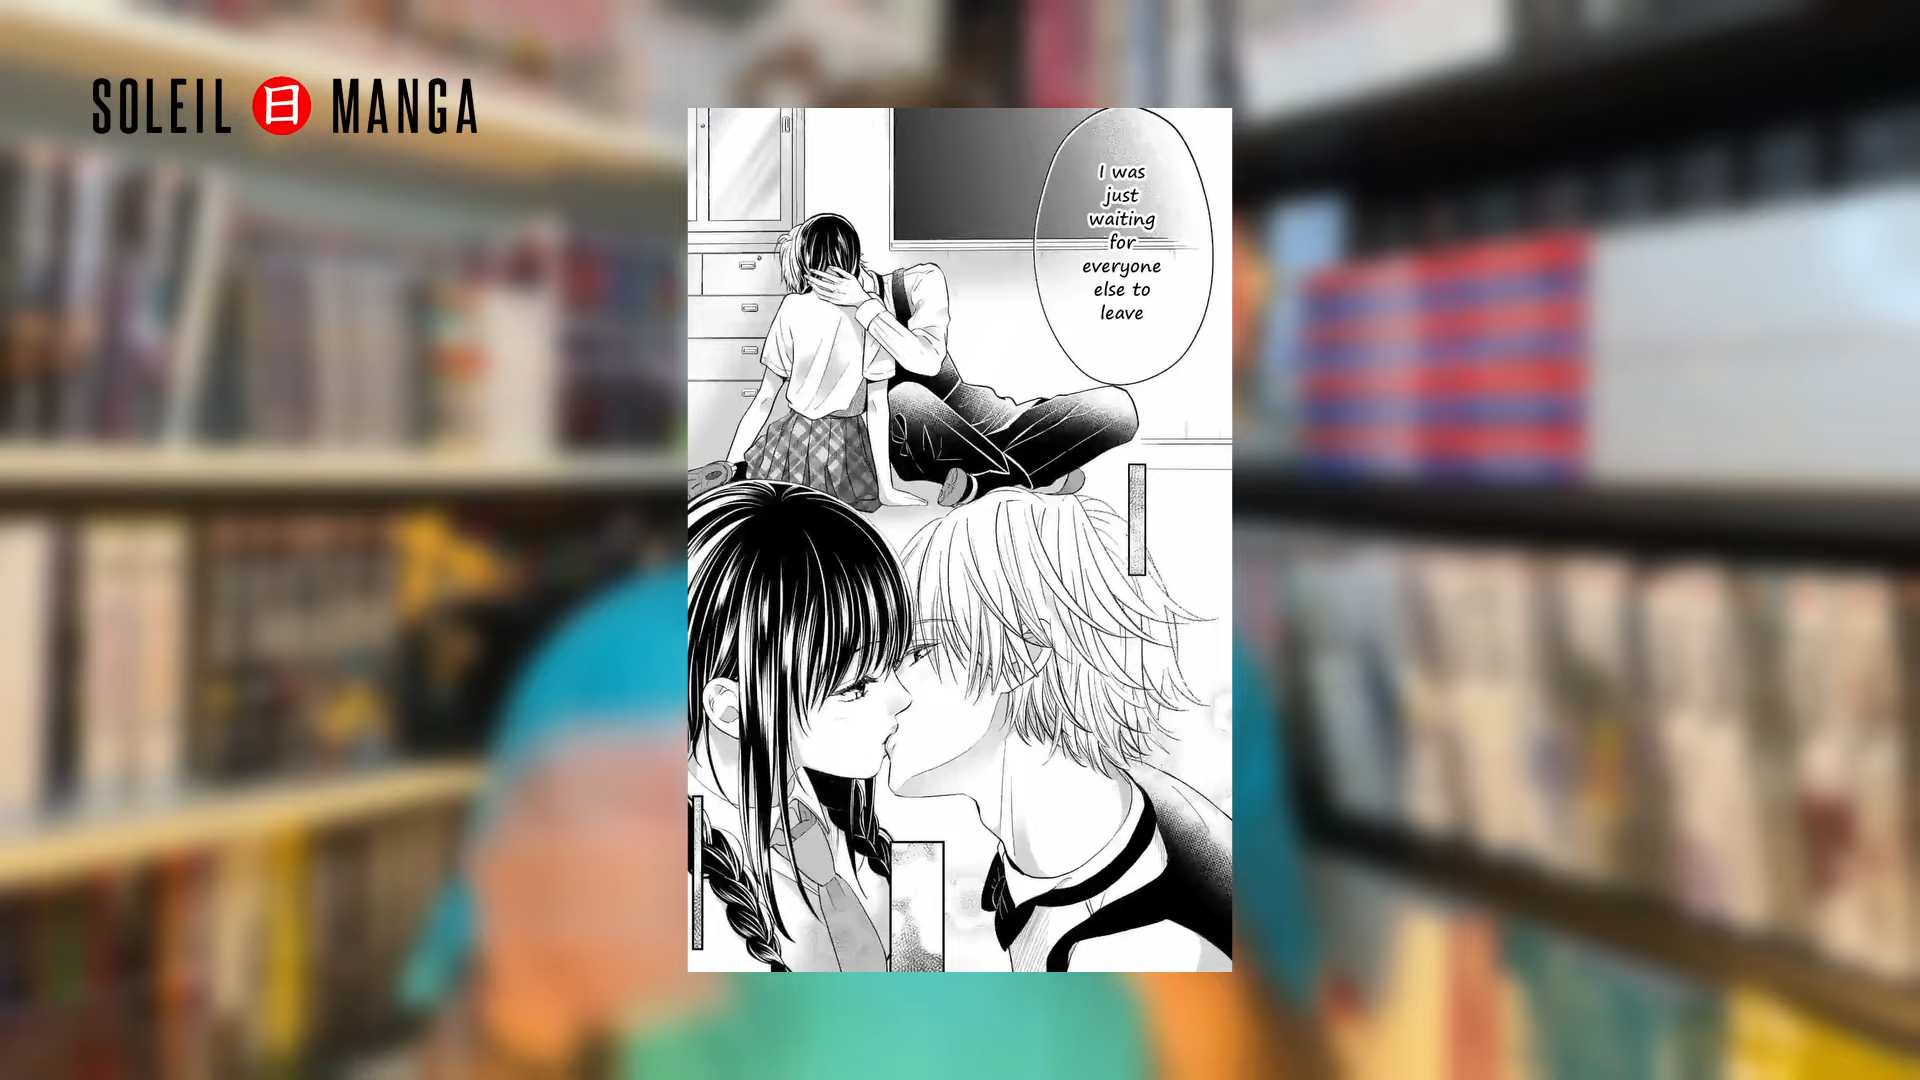 SOLEIL 日 MANGA
I was
just
waiting
for
everyone
else to
leave